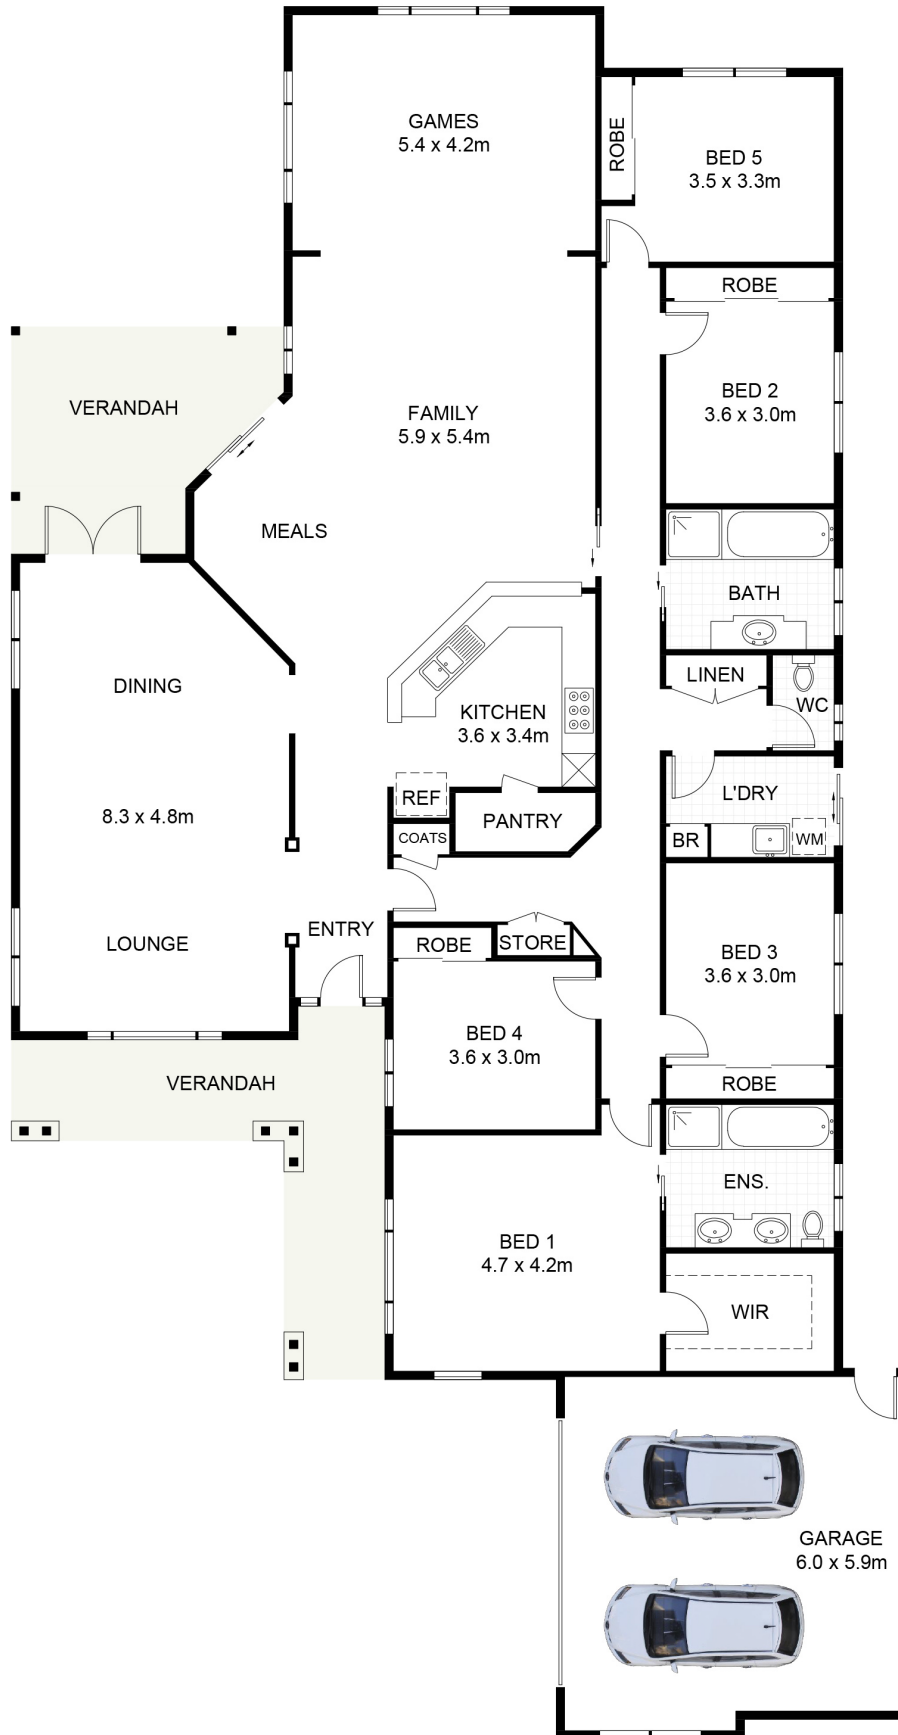 GAMES
5.4 x 4.2m
ROBE
BED 5
3.5 x 3.3m
ROBE
VERANDAH
FAMILY
5.9 x 5.4m
BED 2
3.6 x 3.0m
MEALS
BATH
DINING
LINEN
WC
KITCHEN
3.6 x 3.4m
8.3 x 4.8m
REF
PANTRY
L'DRY
COATS
BR
WM
LOUNGE
ENTRY
ROBE
STORE
BED 3
3.6 x 3.0m
BED 4
3.6 x 3.0m
VERANDAH
ROBE
ENS.
BED 1
4.7 x 4.2m
WIR
GARAGE
6.0 x 5.9m